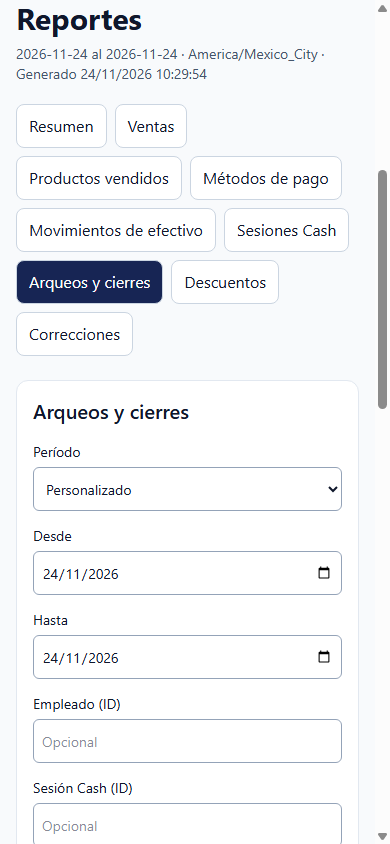 Reportes
2026-11-24 al 2026-11-24 · America/Mexico_City ·
Generado 24/11/2026 10:29:54
Resumen
Ventas
Productos vendidos
Métodos de pago
Movimientos de efectivo
Sesiones Cash
Arqueos y cierres
Descuentos
Correcciones
Arqueos y cierres
Período
Personalizado
Desde
24/11/2026
Hasta
24/11/2026
Empleado (ID)
Opcional
Sesión Cash (ID)
Opcional